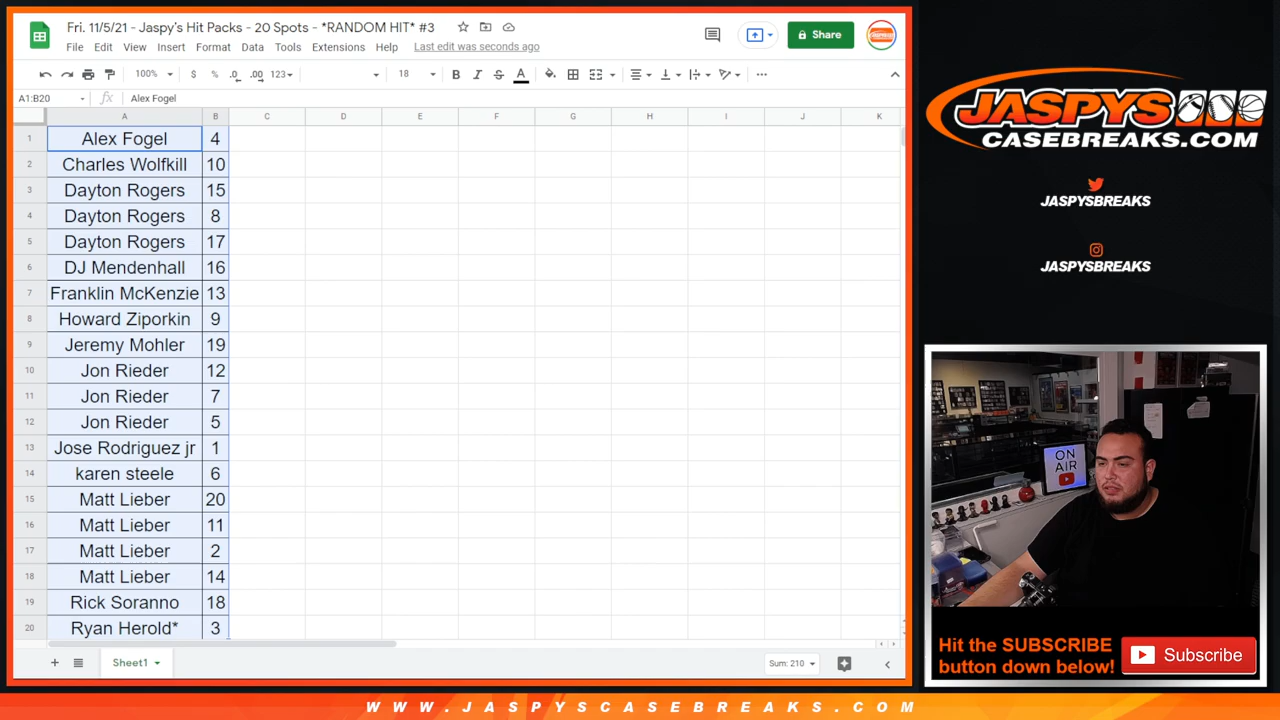 Fri. 11/5/21 - Jaspy's Hit Packs - 20 Spots - *RANDOM HIT* #3
File Edit View Insert Format Data Tools Extensions Help Last edit was seconds ago
Share
100% $ % .0 .00 123 18 B I S A
A1:B20 fx Alex Fogel
A B C D E F G H I J K
1 Alex Fogel 4
2 Charles Wolfkill 10
3 Dayton Rogers 15
4 Dayton Rogers 8
5 Dayton Rogers 17
6 DJ Mendenhall 16
7 Franklin McKenzie 13
8 Howard Ziporkin 9
9 Jeremy Mohler 19
10 Jon Rieder 12
11 Jon Rieder 7
12 Jon Rieder 5
13 Jose Rodriguez jr 1
14 karen steele 6
15 Matt Lieber 20
16 Matt Lieber 11
17 Matt Lieber 2
18 Matt Lieber 14
19 Rick Soranno 18
20 Ryan Herold* 3
Sheet1 Sum: 210
JASPYS
CASEBREAKS.COM
JASPYSBREAKS
JASPYSBREAKS
ON
AIR
Hit the SUBSCRIBE
button down below!
Subscribe
WWW.JASPYSCASEBREAKS.COM